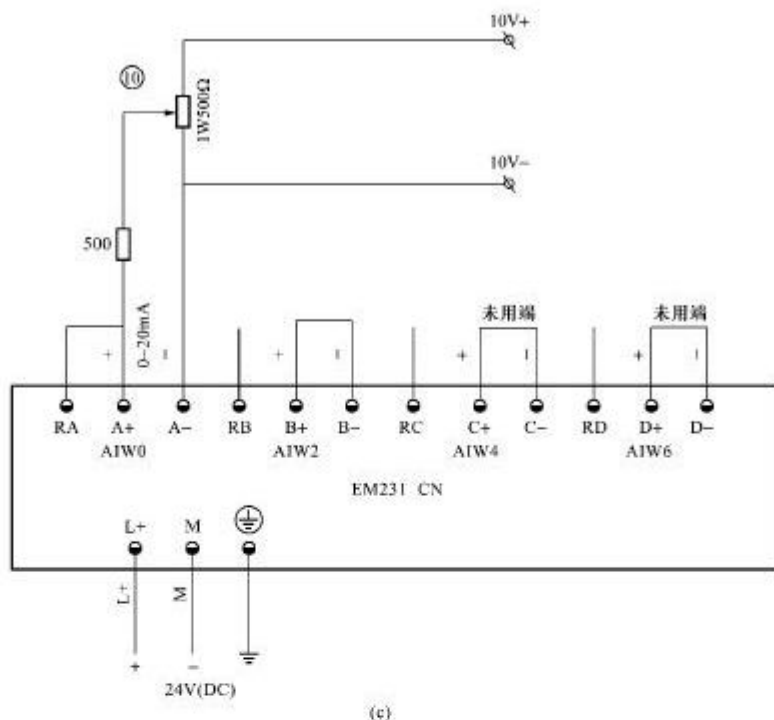 10V+
⑩
1W500Ω
10V-
500
0-20mA
未用端
未用端
+ - + - + - + -
RA A+ A- RB B+ B- RC C+ C- RD D+ D-
AIW0 AIW2 AIW4 AIW6
EM231 CN
L+ M
L+ M
+ -
24V(DC)
(c)